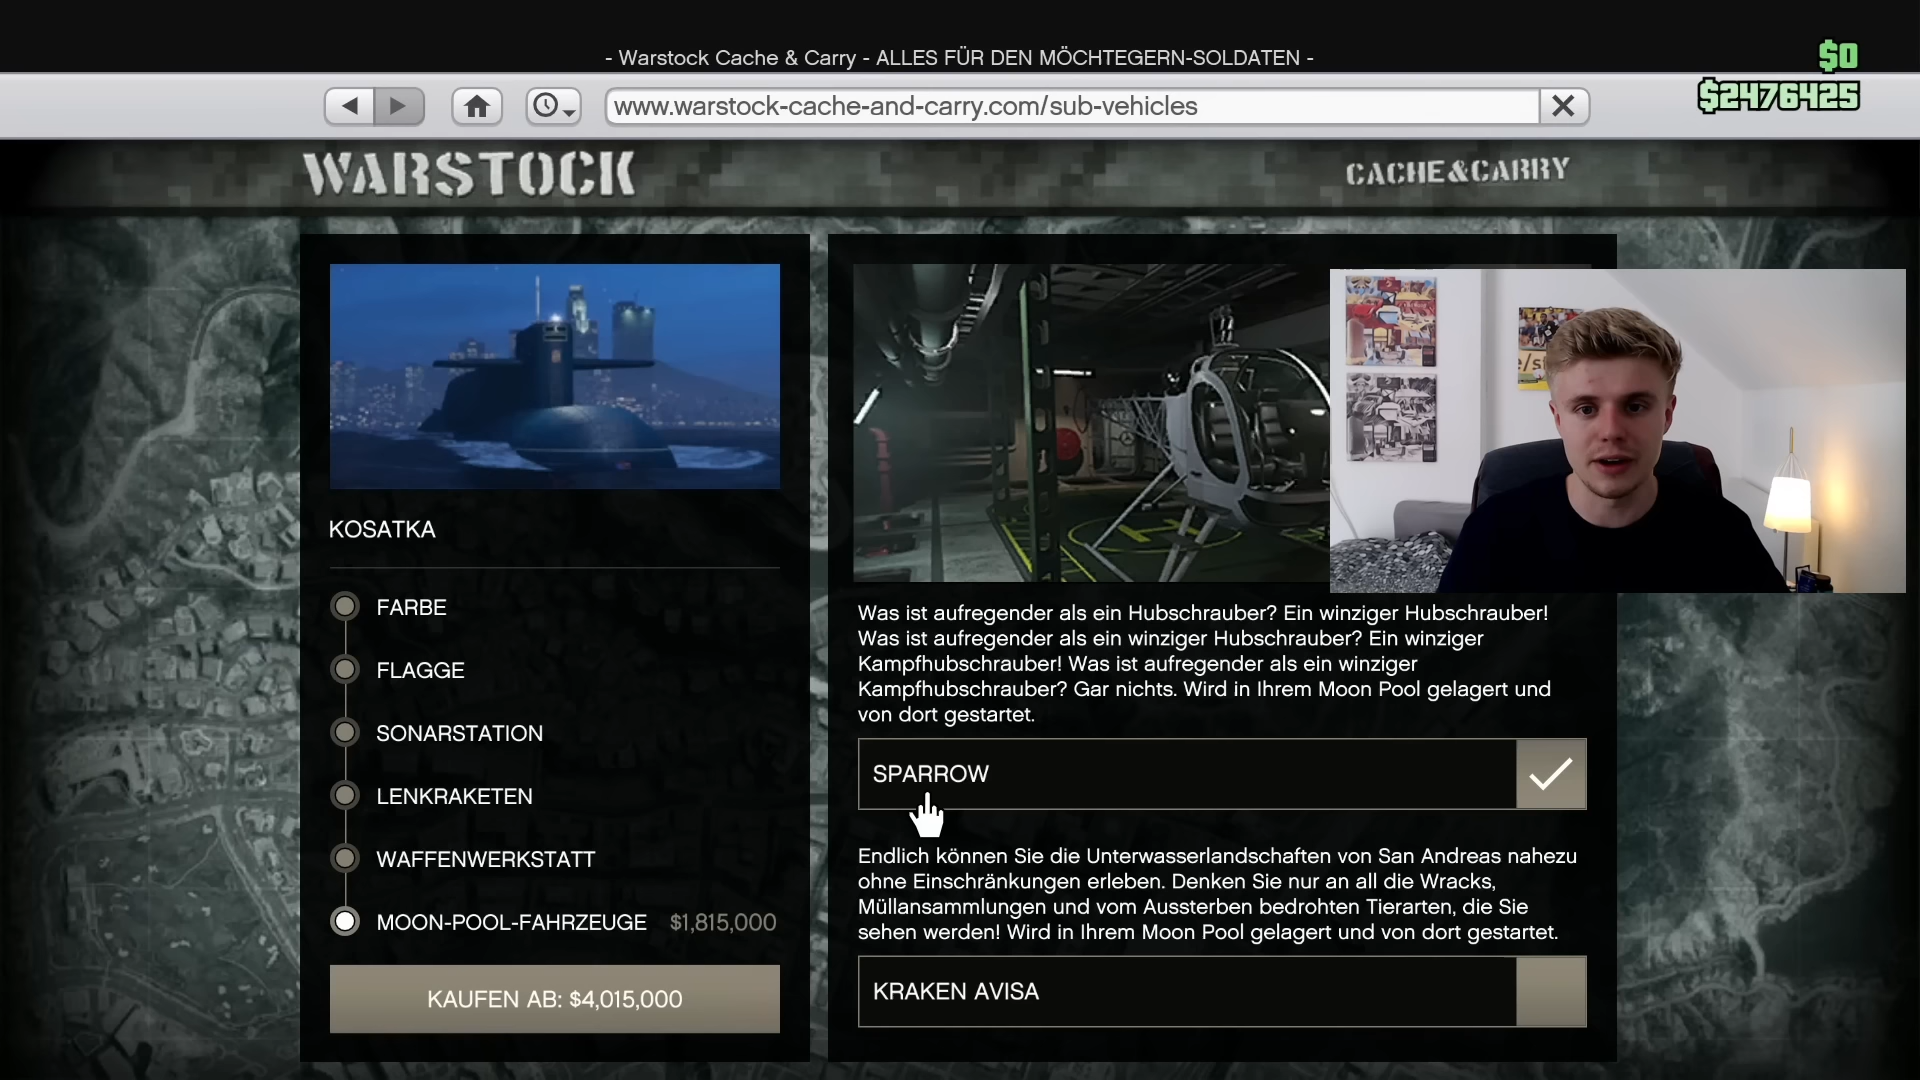 - Warstock Cache & Carry - ALLES FÜR DEN MÖCHTEGERN-SOLDATEN -
$0
$2476425
www.warstock-cache-and-carry.com/sub-vehicles
WARSTOCK
CACHE&CARRY
KOSATKA
FARBE
FLAGGE
SONARSTATION
LENKRAKETEN
WAFFENWERKSTATT
MOON-POOL-FAHRZEUGE $1,815,000
KAUFEN AB: $4,015,000
Was ist aufregender als ein Hubschrauber? Ein winziger Hubschrauber!
Was ist aufregender als ein winziger Hubschrauber? Ein winziger
Kampfhubschrauber! Was ist aufregender als ein winziger
Kampfhubschrauber? Gar nichts. Wird in Ihrem Moon Pool gelagert und
von dort gestartet.
SPARROW
Endlich können Sie die Unterwasserlandschaften von San Andreas nahezu
ohne Einschränkungen erleben. Denken Sie nur an all die Wracks,
Müllansammlungen und vom Aussterben bedrohten Tierarten, die Sie
sehen werden! Wird in Ihrem Moon Pool gelagert und von dort gestartet.
KRAKEN AVISA